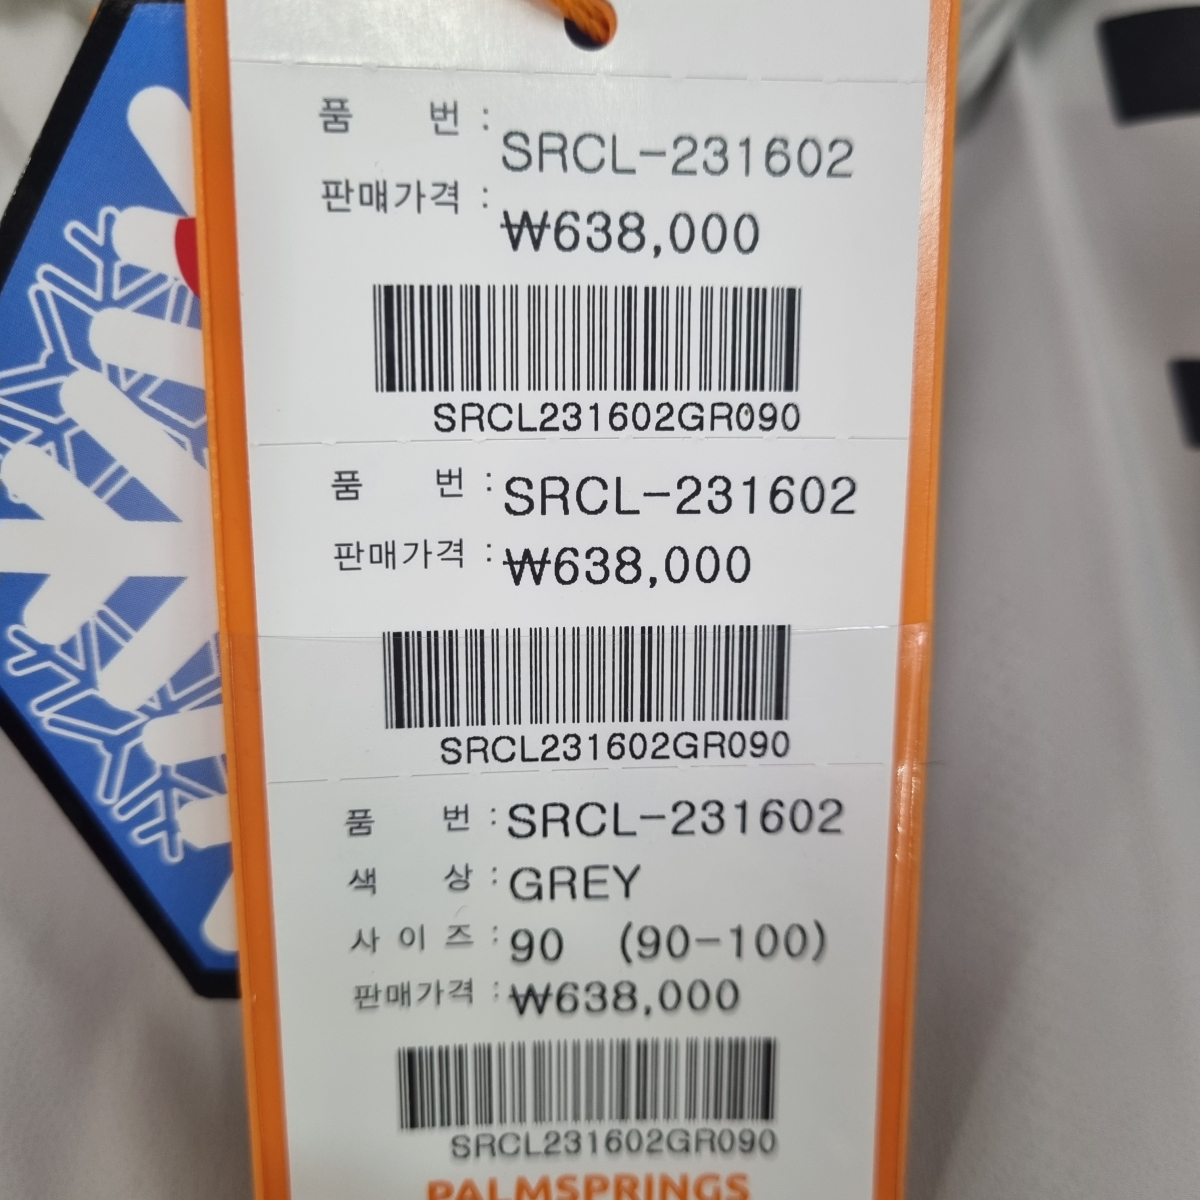 품 번 : SRCL-231602
판매가격 : ₩638,000
SRCL231602GR090
품 번 : SRCL-231602
판매가격 : ₩638,000
SRCL231602GR090
품 번 : SRCL-231602
색 상 : GREY
사 이 즈 : 90 (90-100)
판매가격 : ₩638,000
SRCL231602GR090
PALMSPRINGS